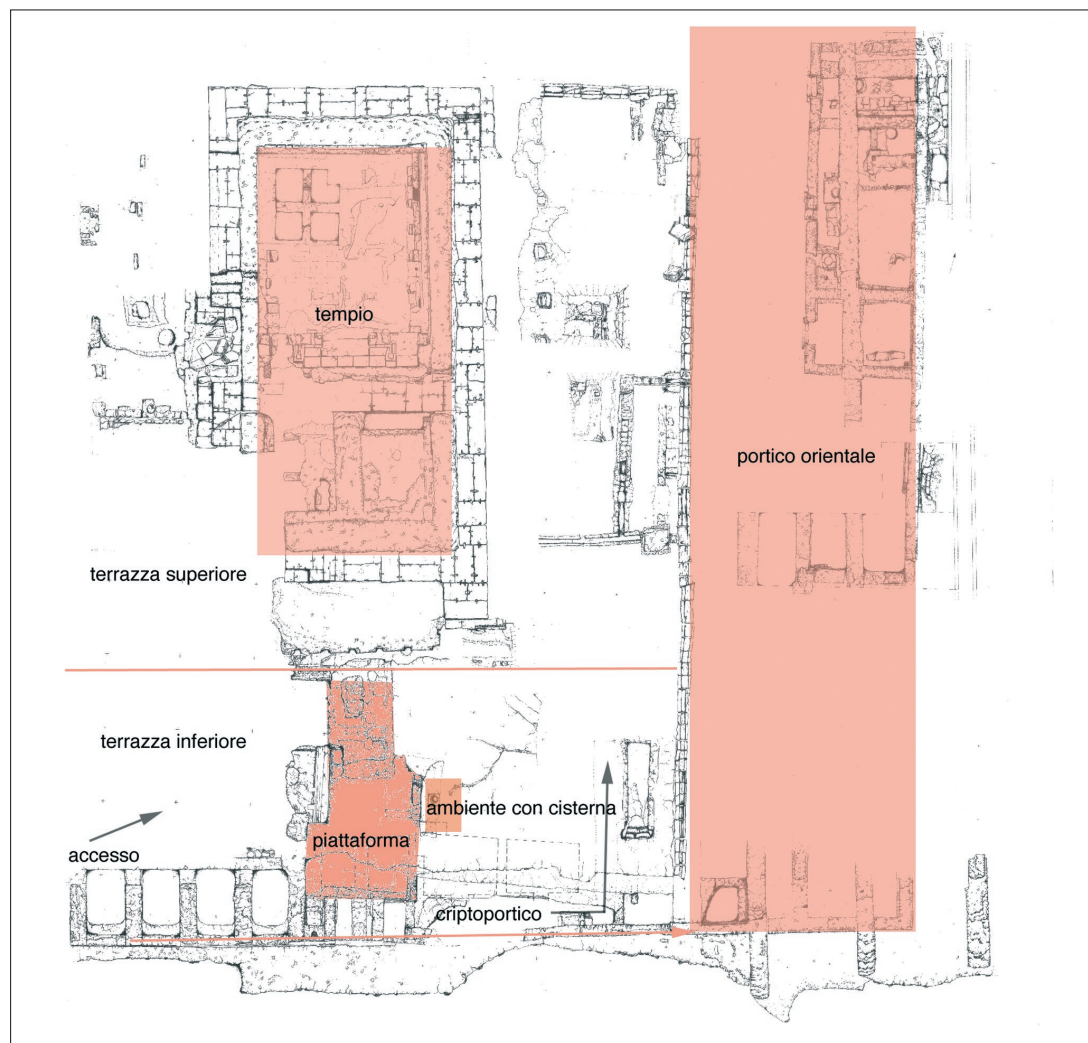 tempio
portico orientale
terrazza superiore
terrazza inferiore
ambiente con cisterna
piattaforma
accesso
criptoportico